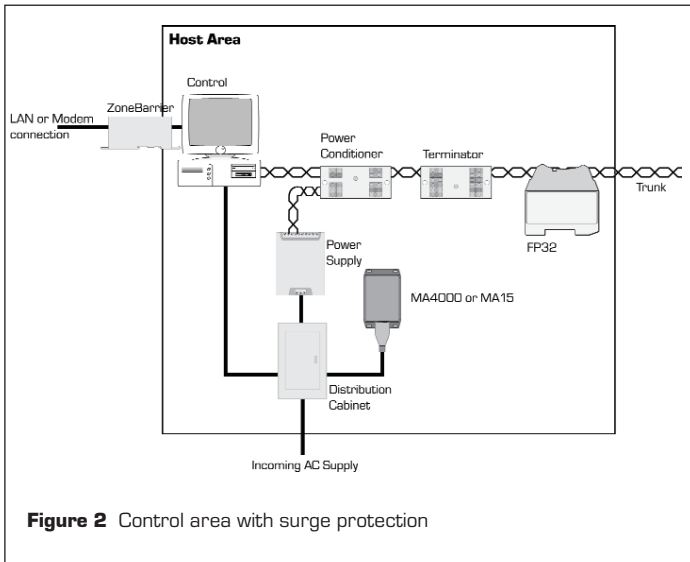 Host Area
Control
ZoneBarrier
LAN or Modem
connection
Power
Conditioner
Terminator
Trunk
FP32
Power
Supply
MA4000 or MA15
Distribution
Cabinet
Incoming AC Supply
Figure 2 Control area with surge protection